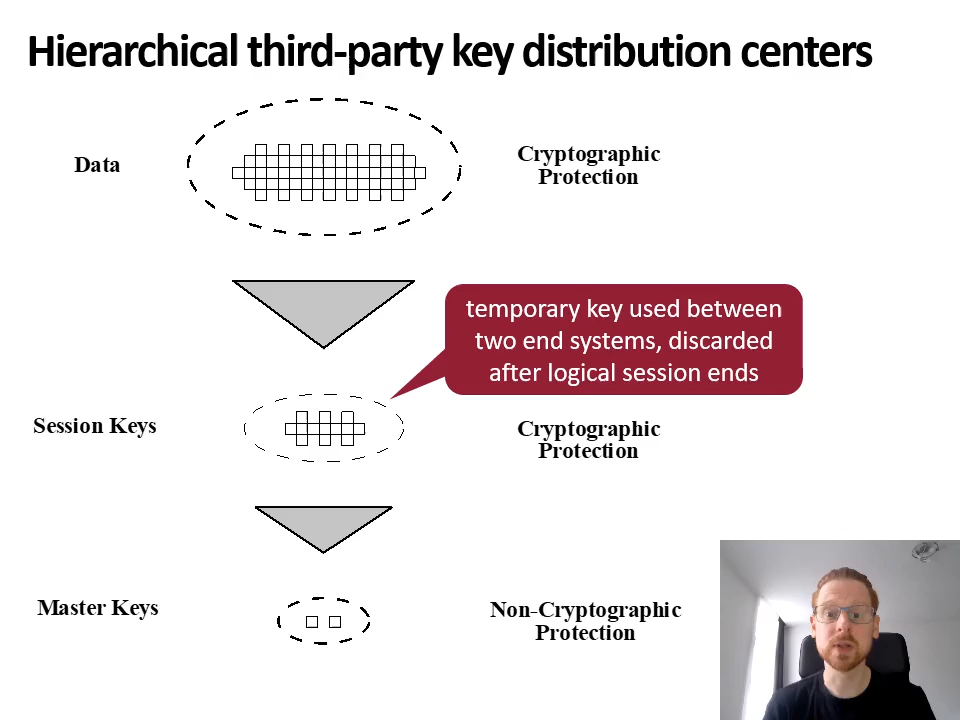 Hierarchical third-party key distribution centers
Data
Cryptographic
Protection
temporary key used between
two end systems, discarded
after logical session ends
Session Keys
Cryptographic
Protection
Master Keys
Non-Cryptographic
Protection